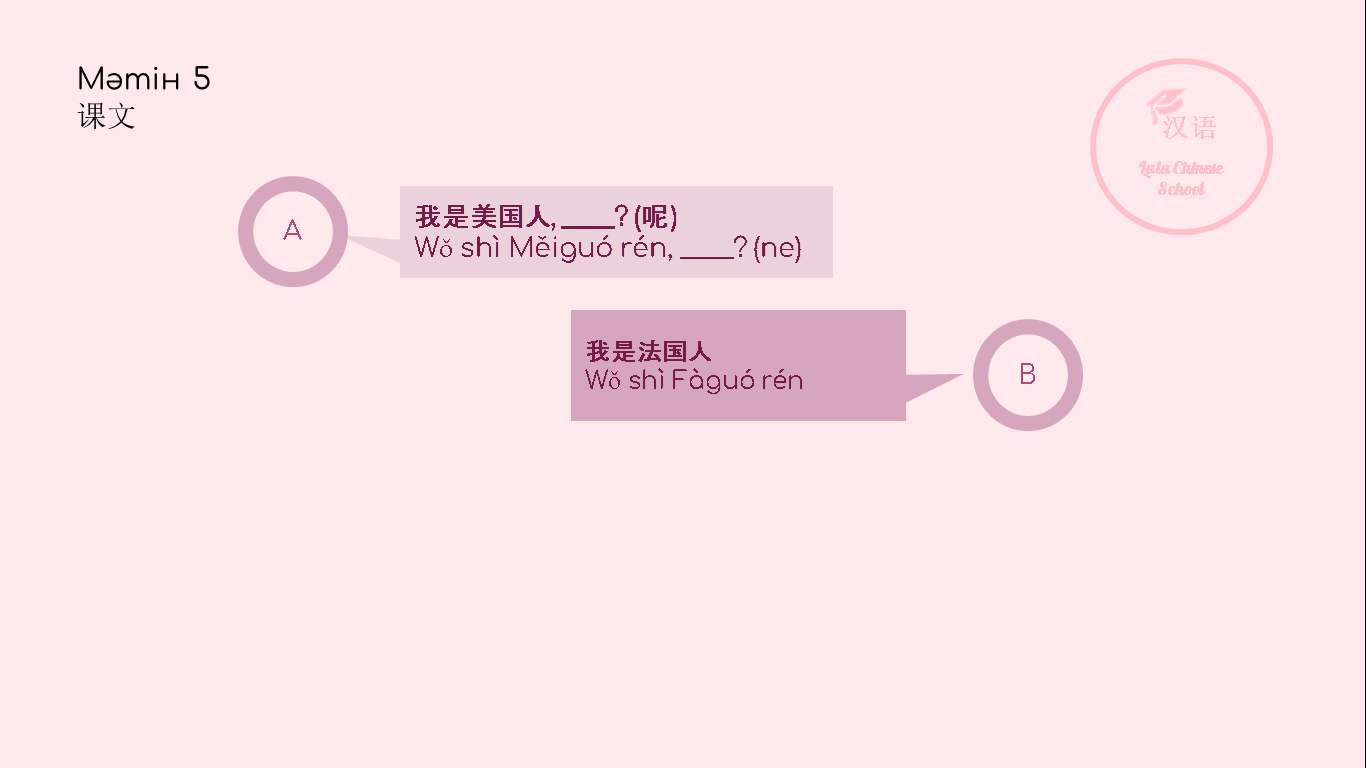 Мәтін 5
课文
汉语
Lulu Chinese
School
A
我是美国人, ____? (呢)
Wǒ shì Měiguó rén, ____? (ne)
我是法国人
Wǒ shì Fàguó rén
B